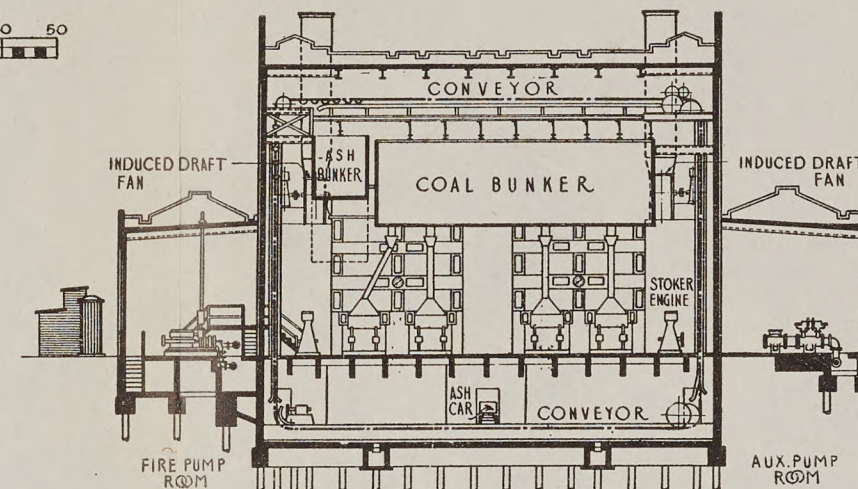 0 50
CONVEYOR
INDUCED DRAFT
FAN
ASH
BUNKER
COAL BUNKER
INDUCED DRAFT
FAN
STOKER
ENGINE
ASH
CAR
CONVEYOR
FIRE PUMP
ROOM
AUX. PUMP
ROOM